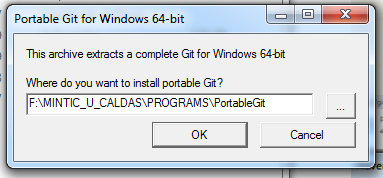 Portable Git for Windows 64-bit
This archive extracts a complete Git for Windows 64-bit
Where do you want to install portable Git?
F:\MINTIC_U_CALDAS\PROGRAMS\PortableGit
...
OK
Cancel